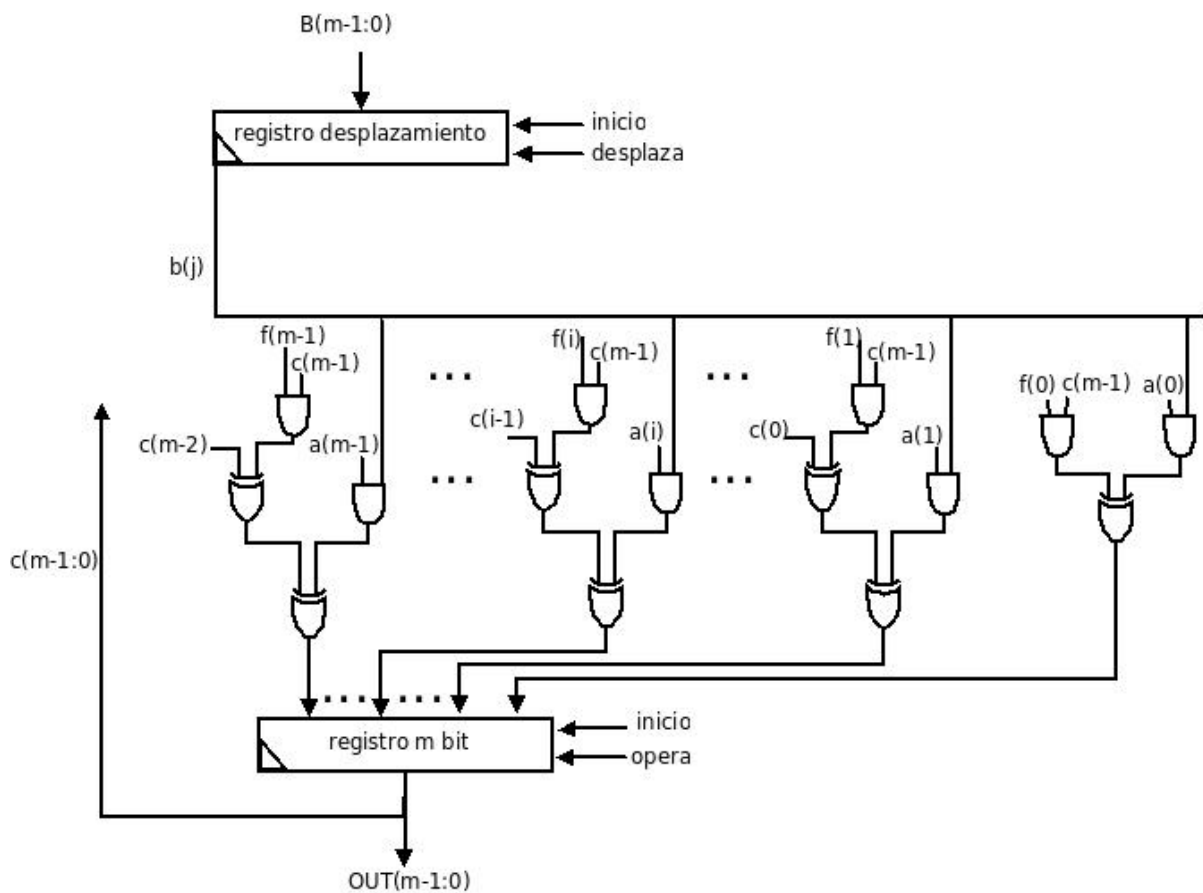 B(m-1:0)
registro desplazamiento
inicio
desplaza
b(j)
f(m-1)
c(m-1)
...
f(i)
c(m-1)
...
f(1)
c(m-1)
f(0)
c(m-1)
a(0)
c(m-2)
a(m-1)
...
c(i-1)
a(i)
...
c(0)
a(1)
c(m-1:0)
... ...
registro m bit
inicio
opera
OUT(m-1:0)